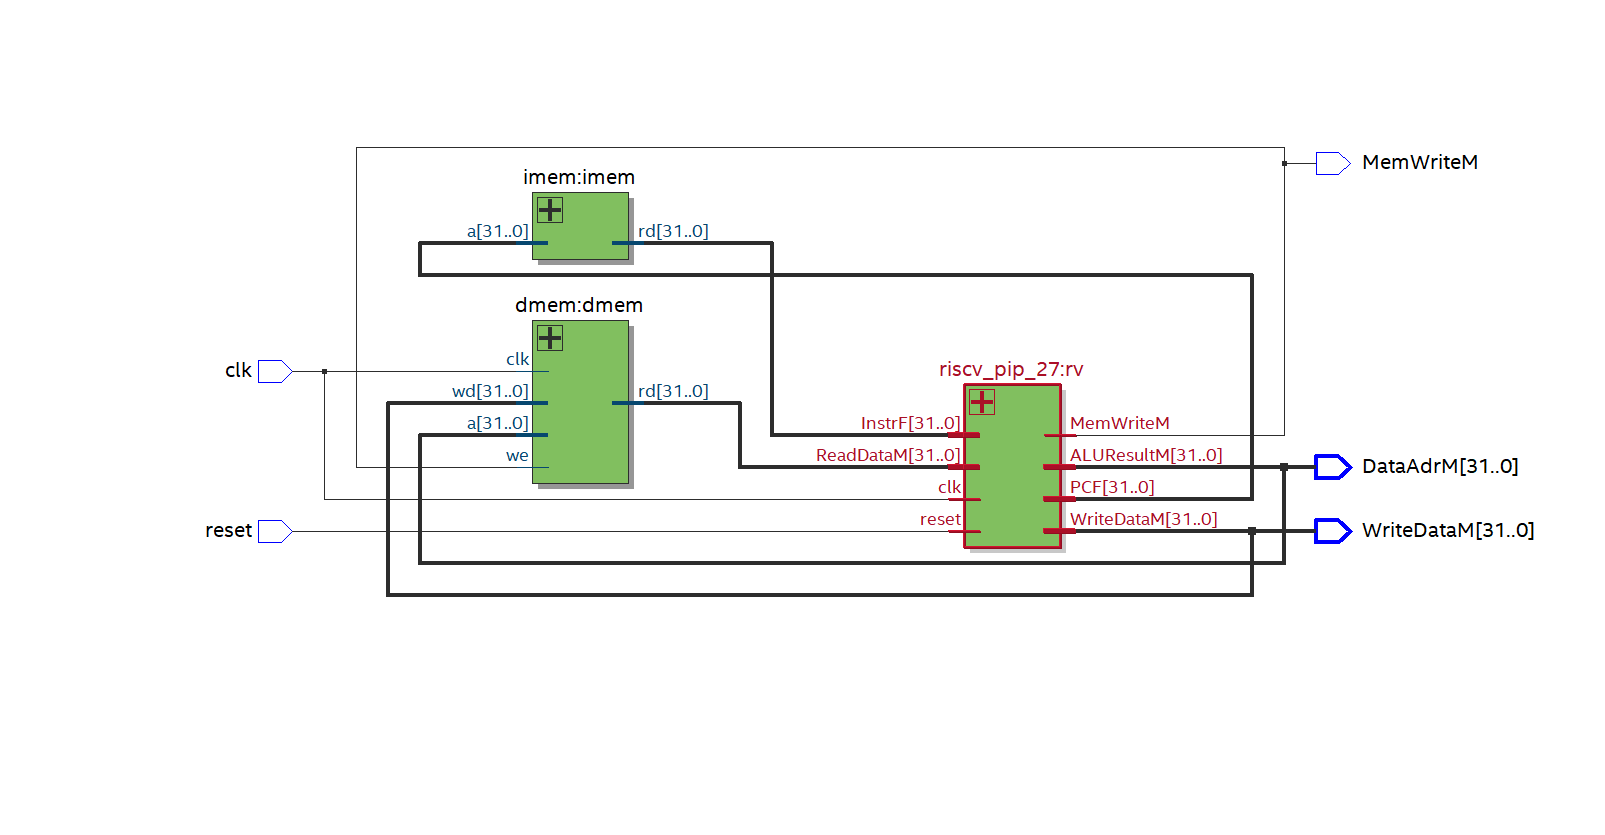 MemWriteM
imem:imem
a[31..0]
rd[31..0]
dmem:dmem
clk
wd[31..0]
a[31..0]
we
rd[31..0]
clk
reset
riscv_pip_27:rv
InstrF[31..0]
ReadDataM[31..0]
clk
reset
MemWriteM
ALUResultM[31..0]
PCF[31..0]
WriteDataM[31..0]
DataAdrM[31..0]
WriteDataM[31..0]